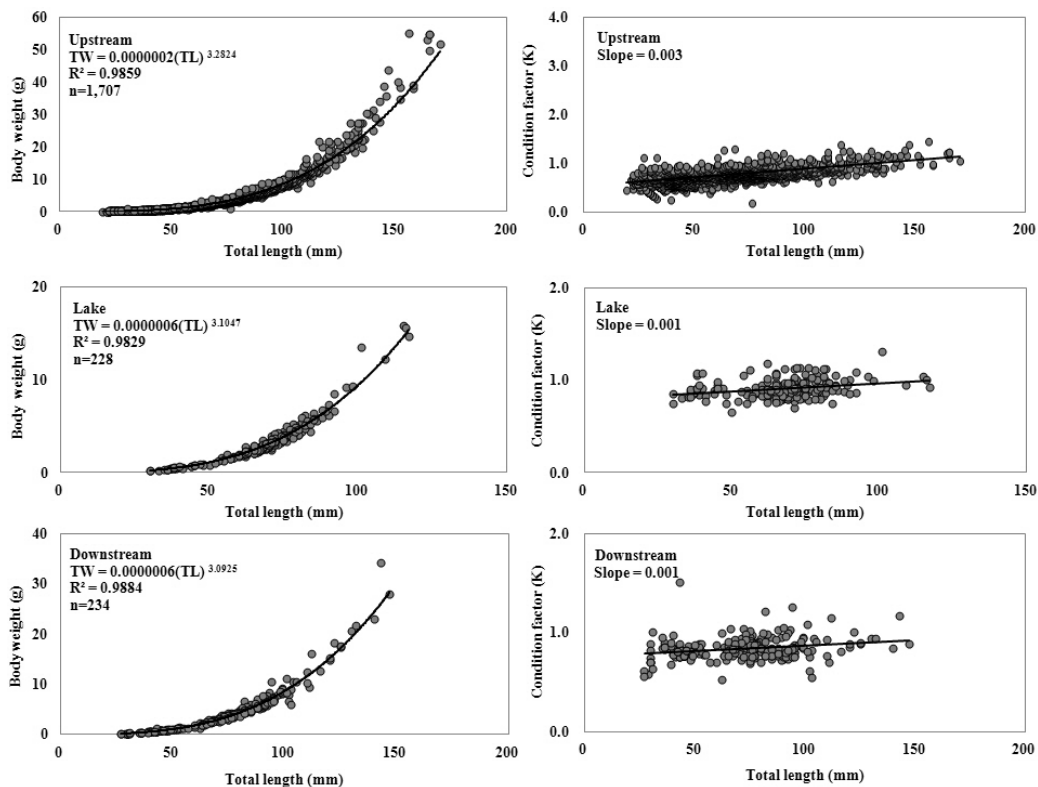 60
50
40
30
20
10
0
Body weight (g)
Upstream
TW = 0.0000002(TL) 3.2824
R² = 0.9859
n=1,707
0 50 100 150 200
Total length (mm)
4.0
3.0
2.0
1.0
0.0
Condition factor (K)
Upstream
Slope = 0.003
0 50 100 150 200
Total length (mm)
20
10
0
Body weight (g)
Lake
TW = 0.0000006(TL) 3.1047
R² = 0.9829
n=228
0 50 100 150
Total length (mm)
2.0
1.0
0.0
Condition factor (K)
Lake
Slope = 0.001
0 50 100 150
Total length (mm)
40
30
20
10
0
Body weight (g)
Downstream
TW = 0.0000006(TL) 3.0925
R² = 0.9884
n=234
0 50 100 150 200
Total length (mm)
2.0
1.0
0.0
Condition factor (K)
Downstream
Slope = 0.001
0 50 100 150 200
Total length (mm)